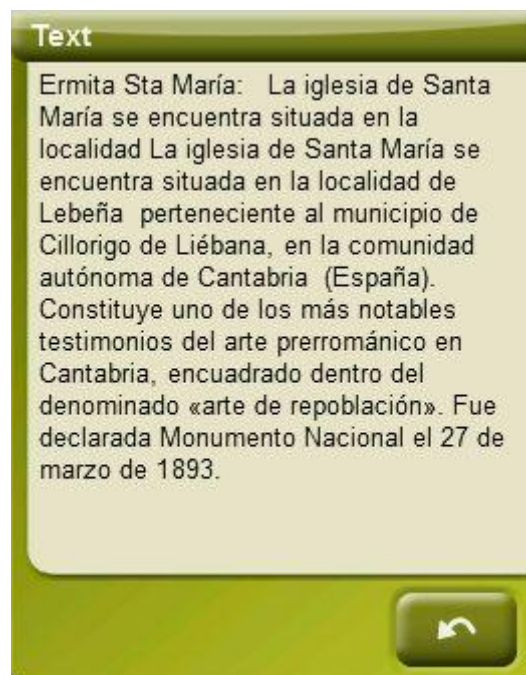 Text
Ermita Sta María:   La iglesia de Santa
María se encuentra situada en la
localidad La iglesia de Santa María se
encuentra situada en la localidad de
Lebeña  perteneciente al municipio de
Cillorigo de Liébana, en la comunidad
autónoma de Cantabria  (España).
Constituye uno de los más notables
testimonios del arte prerrománico en
Cantabria, encuadrado dentro del
denominado «arte de repoblación». Fue
declarada Monumento Nacional el 27 de
marzo de 1893.